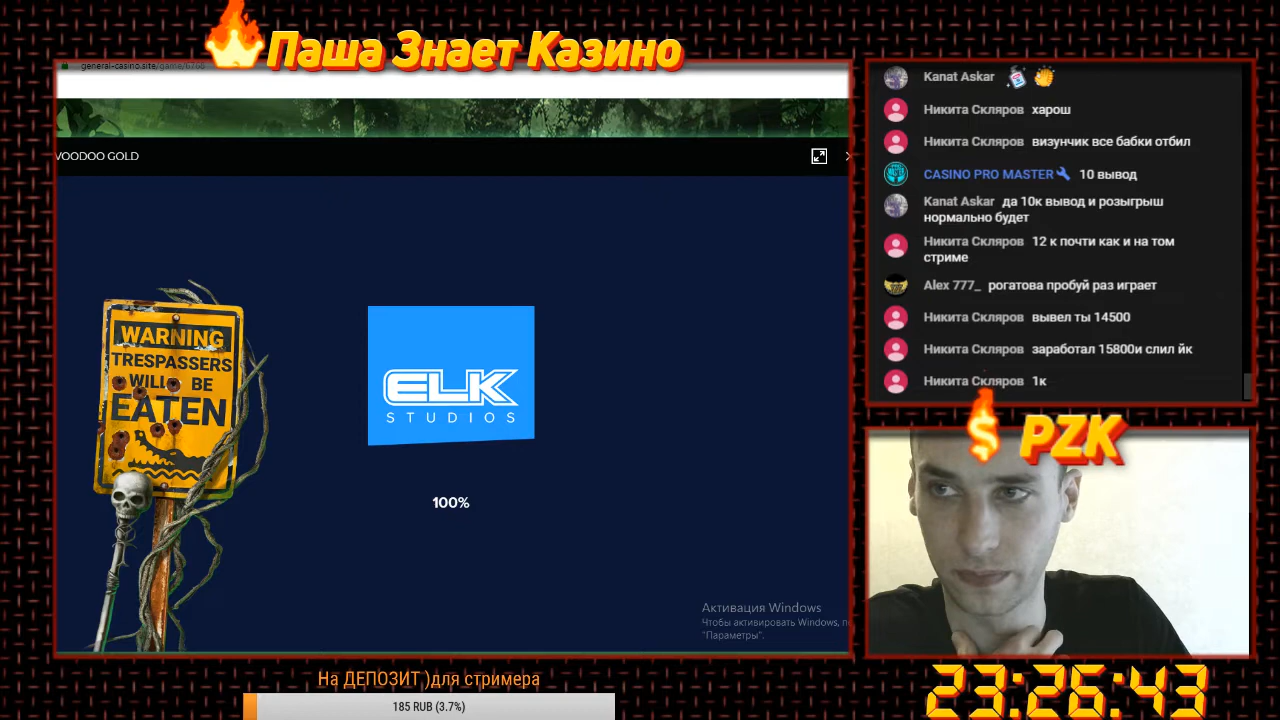 Паша Знает Казино
general-casino.site/game/6768
VOODOO GOLD
WARNING
TRESPASSERS
WILL BE
EATEN
ELK
STUDIOS
100%
Активация Windows
Чтобы активировать Windows,
"Параметры".
Kanat Askar
Никита Скляров харош
Никита Скляров визунчик все бабки отбил
CASINO PRO MASTER 10 вывод
Kanat Askar да 10к вывод и розыгрыш
нормально будет
Никита Скляров 12 к почти как и на том
стриме
Alex 777_ рогатова пробуй раз играет
Никита Скляров вывел ты 14500
Никита Скляров заработал 15800и слил йк
Никита Скляров 1к
$ PZK
23:26:43
На ДЕПОЗИТ )для стримера
185 RUB (3.7%)